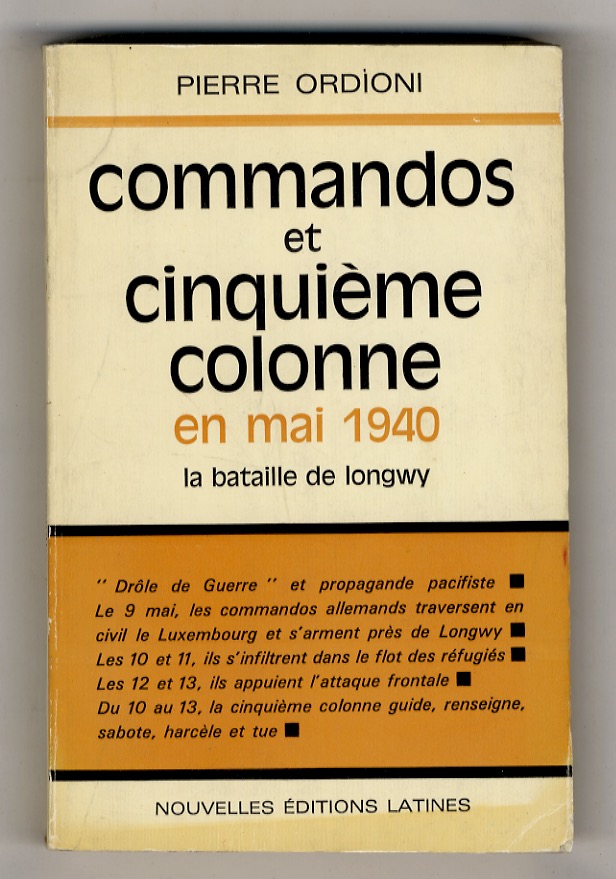 PIERRE ORDIONI
commandos
et
cinquième
colonne
en mai 1940
la bataille de longwy
" Drôle de Guerre " et propagande pacifiste ■
Le 9 mai, les commandos allemands traversent en
civil le Luxembourg et s'arment près de Longwy ■
Les 10 et 11, ils s'infiltrent dans le flot des réfugiés ■
Les 12 et 13, ils appuient l'attaque frontale ■
Du 10 au 13, la cinquième colonne guide, renseigne,
sabote, harcèle et tue ■
NOUVELLES ÉDITIONS LATINES